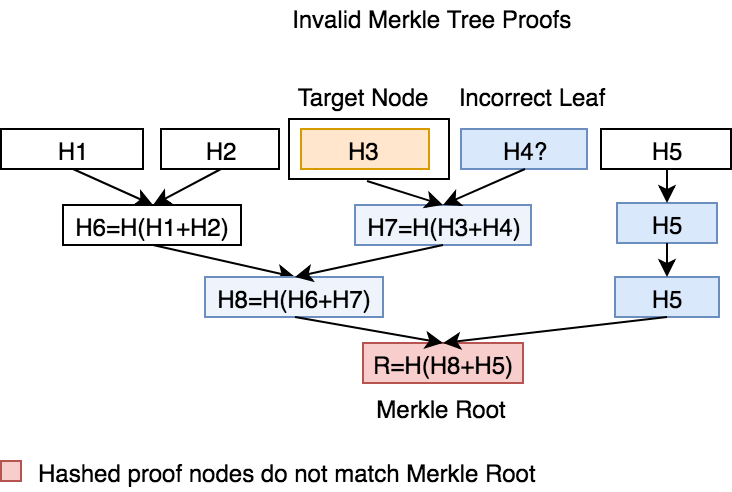 Invalid Merkle Tree Proofs
Target Node
Incorrect Leaf
H1
H2
H3
H4?
H5
H6=H(H1+H2)
H7=H(H3+H4)
H5
H8=H(H6+H7)
H5
R=H(H8+H5)
Merkle Root
Hashed proof nodes do not match Merkle Root